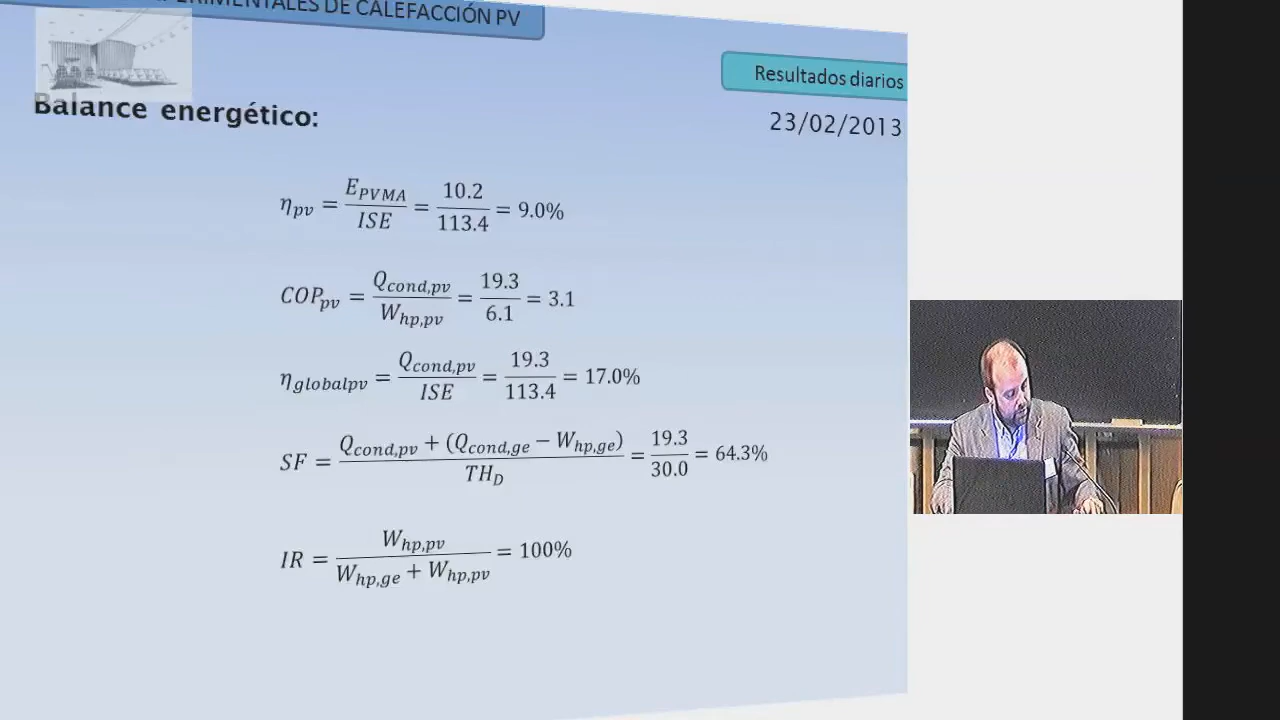 DE CALEFACCIÓN PV
Resultados diarios
Balance energético:
23/02/2013
η_pv = E_PVMA / ISE = 10.2 / 113.4 = 9.0%
COP_pv = Q_cond,pv / W_hp,pv = 19.3 / 6.1 = 3.1
η_globalpv = Q_cond,pv / ISE = 19.3 / 113.4 = 17.0%
SF = Q_cond,pv + (Q_cond,ge − W_hp,ge) / TH_D = 19.3 / 30.0 = 64.3%
IR = W_hp,pv / W_hp,ge + W_hp,pv = 100%